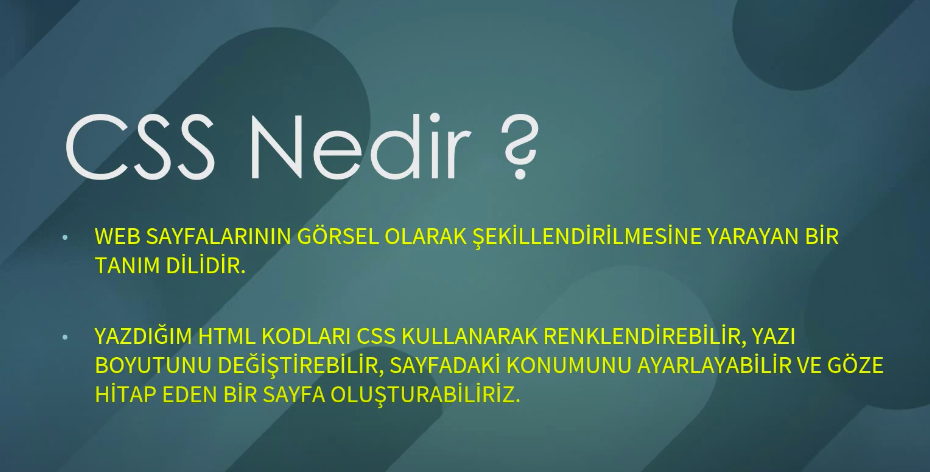 CSS Nedir ?
• WEB SAYFALARININ GÖRSEL OLARAK ŞEKİLLENDİRİLMESİNE YARAYAN BİR
TANIM DİLİDİR.
• YAZDIĞIM HTML KODLARI CSS KULLANARAK RENKLENDİREBİLİR, YAZI
BOYUTUNU DEĞİŞTİREBİLİR, SAYFADAKİ KONUMUNU AYARLAYABİLİR VE GÖZE
HİTAP EDEN BİR SAYFA OLUŞTURABİLİRİZ.